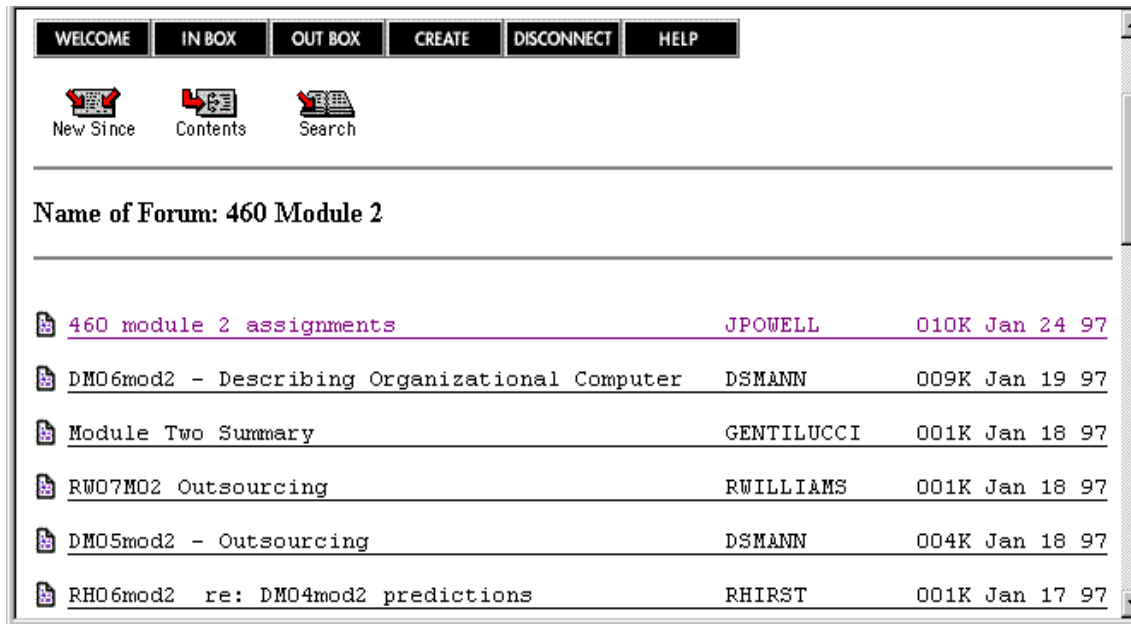 WELCOME IN BOX OUT BOX CREATE DISCONNECT HELP
New Since Contents Search
Name of Forum: 460 Module 2
460 module 2 assignments JPOWELL 010K Jan 24 97
DM06mod2 - Describing Organizational Computer DSMANN 009K Jan 19 97
Module Two Summary GENTILUCCI 001K Jan 18 97
RW07M02 Outsourcing RWILLIAMS 001K Jan 18 97
DM05mod2 - Outsourcing DSMANN 004K Jan 18 97
RH06mod2 re: DM04mod2 predictions RHIRST 001K Jan 17 97